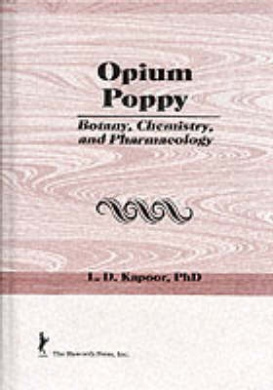 Opium
Poppy
Botany, Chemistry,
and Pharmacology
L. D. Kapoor, PhD
The Haworth Press, Inc.